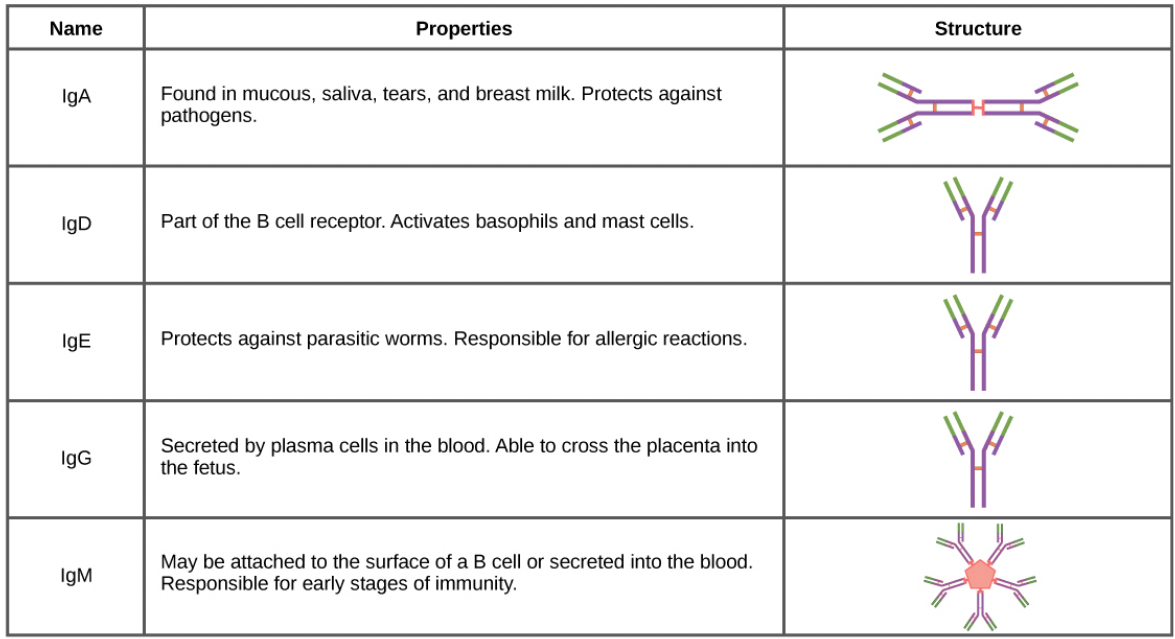 Name Properties Structure
IgA
Found in mucous, saliva, tears, and breast milk. Protects against
pathogens.
IgD
Part of the B cell receptor. Activates basophils and mast cells.
IgE
Protects against parasitic worms. Responsible for allergic reactions.
IgG
Secreted by plasma cells in the blood. Able to cross the placenta into
the fetus.
IgM
May be attached to the surface of a B cell or secreted into the blood.
Responsible for early stages of immunity.